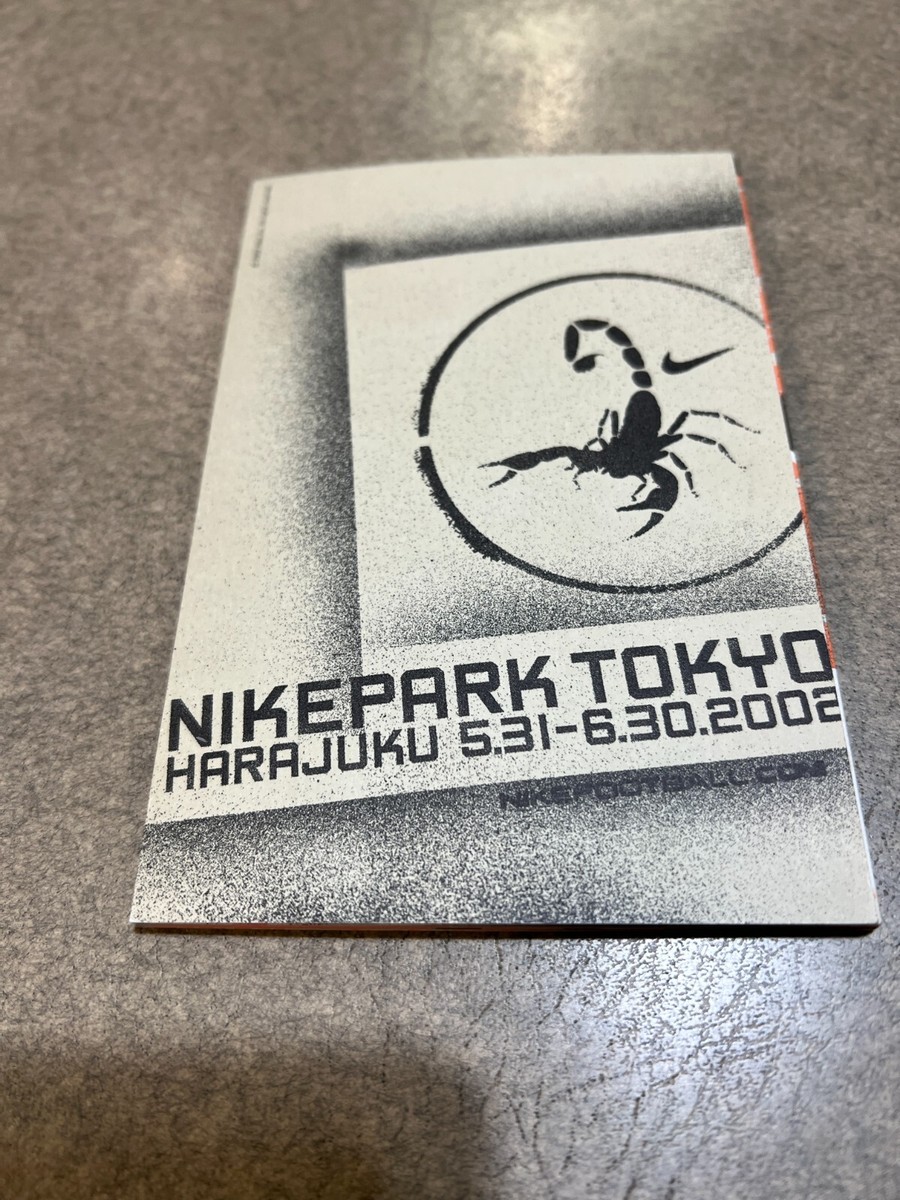 NIKEPARK TOKYO
HARAJUKU 5.31-6.30.2002
NIKEFOOTBALL.COM